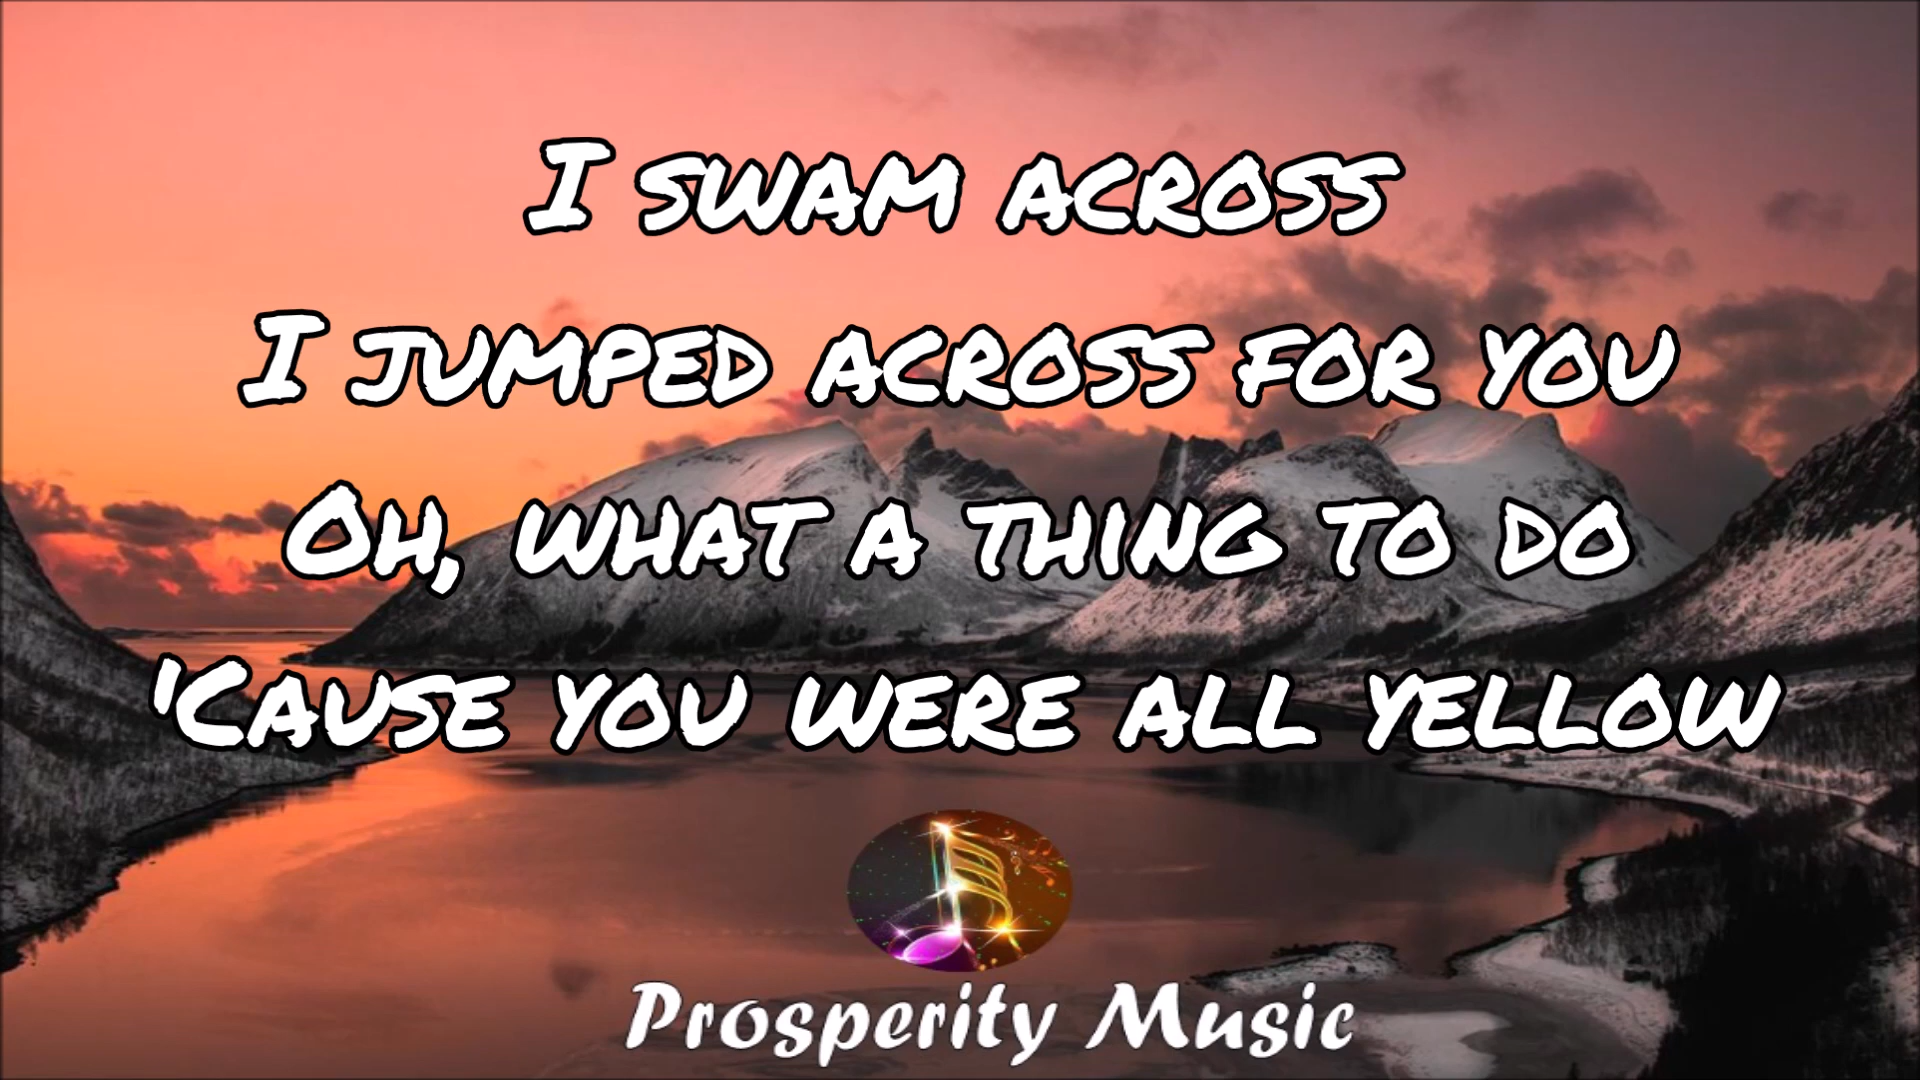 I swam across
I jumped across for you
Oh, what a thing to do
'Cause you were all yellow
Prosperity Music